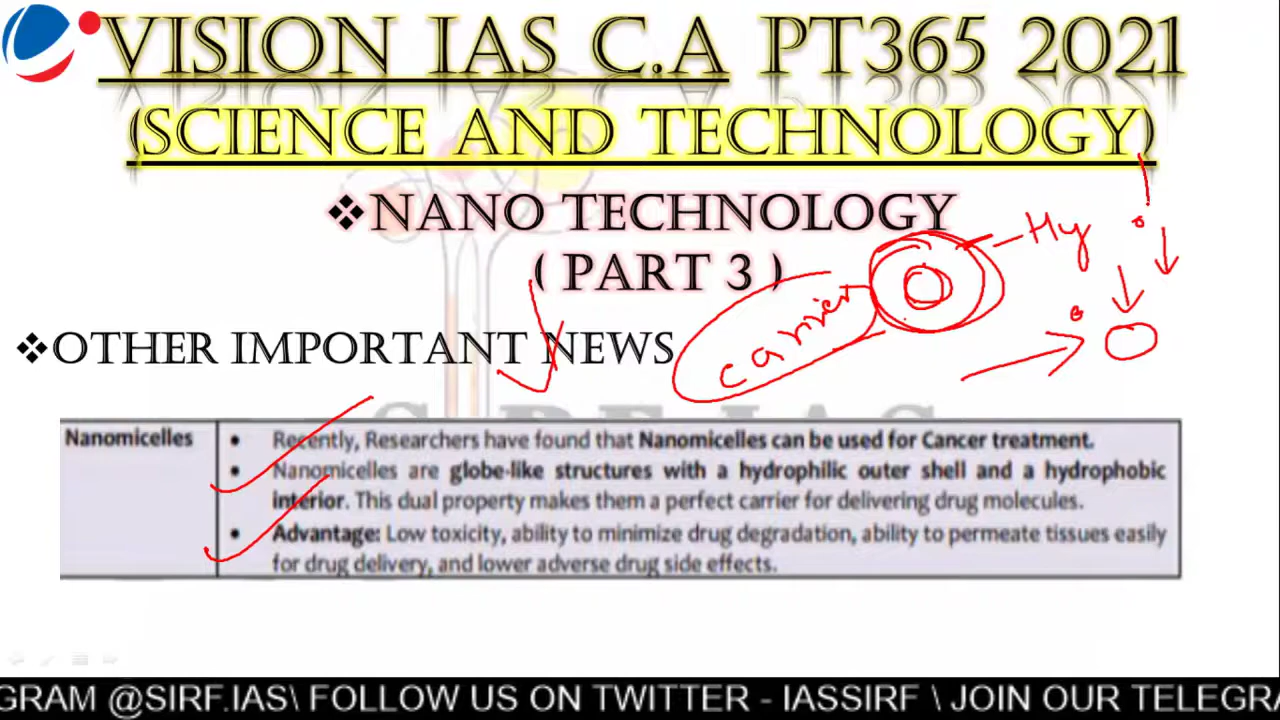 VISION IAS C.A PT365 2021
(SCIENCE AND TECHNOLOGY)
❖NANO TECHNOLOGY
( PART 3 )
Hy
carrier
❖OTHER IMPORTANT NEWS
Nanomicelles
• Recently, Researchers have found that Nanomicelles can be used for Cancer treatment.
• Nanomicelles are globe-like structures with a hydrophilic outer shell and a hydrophobic
interior. This dual property makes them a perfect carrier for delivering drug molecules.
• Advantage: Low toxicity, ability to minimize drug degradation, ability to permeate tissues easily
for drug delivery, and lower adverse drug side effects.
GRAM @SIRF.IAS\ FOLLOW US ON TWITTER - IASSIRF \ JOIN OUR TELEGRA